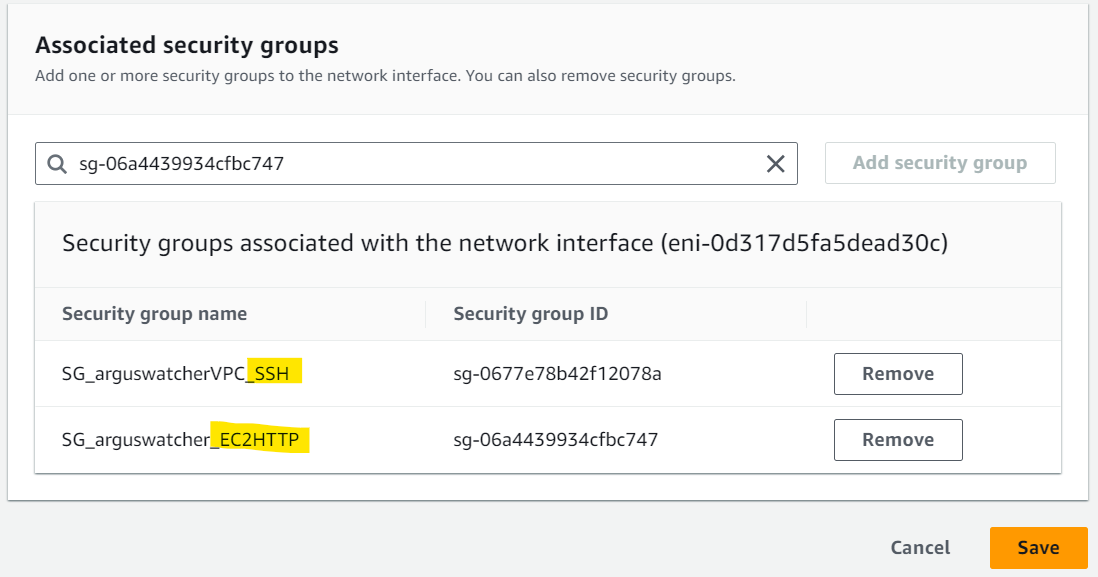 Associated security groups
Add one or more security groups to the network interface. You can also remove security groups.
sg-06a4439934cfbc747
Add security group
Security groups associated with the network interface (eni-0d317d5fa5dead30c)
Security group name Security group ID
SG_arguswatcherVPC_SSH sg-0677e78b42f12078a Remove
SG_arguswatcher_EC2HTTP sg-06a4439934cfbc747 Remove
Cancel Save